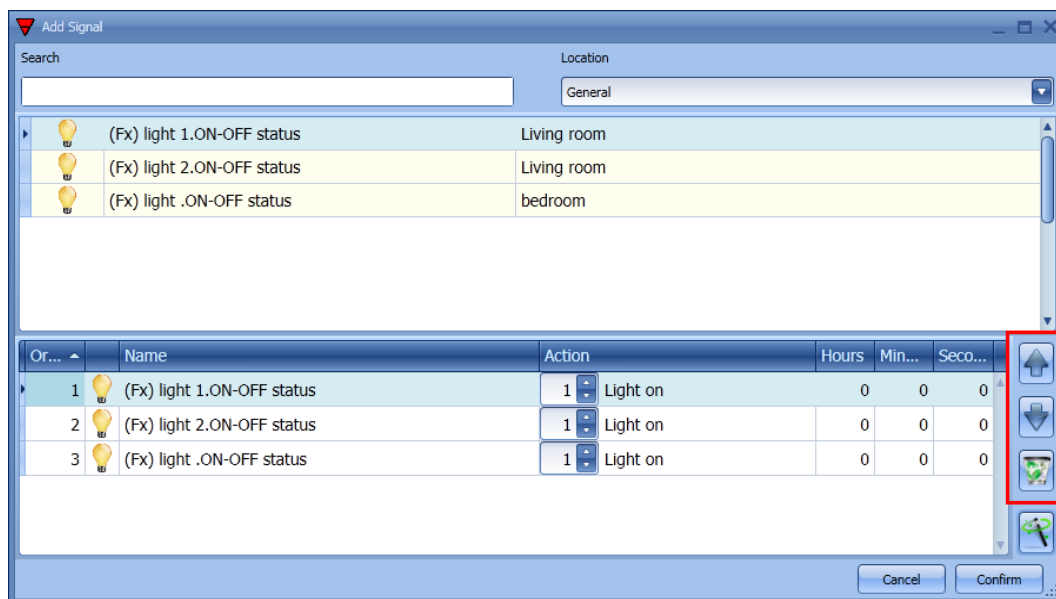 Add Signal
Search Location
General
(Fx) light 1.ON-OFF status Living room
(Fx) light 2.ON-OFF status Living room
(Fx) light .ON-OFF status bedroom
Or... Name Action Hours Min... Seco...
1 (Fx) light 1.ON-OFF status 1 Light on 0 0 0
2 (Fx) light 2.ON-OFF status 1 Light on 0 0 0
3 (Fx) light .ON-OFF status 1 Light on 0 0 0
Cancel Confirm